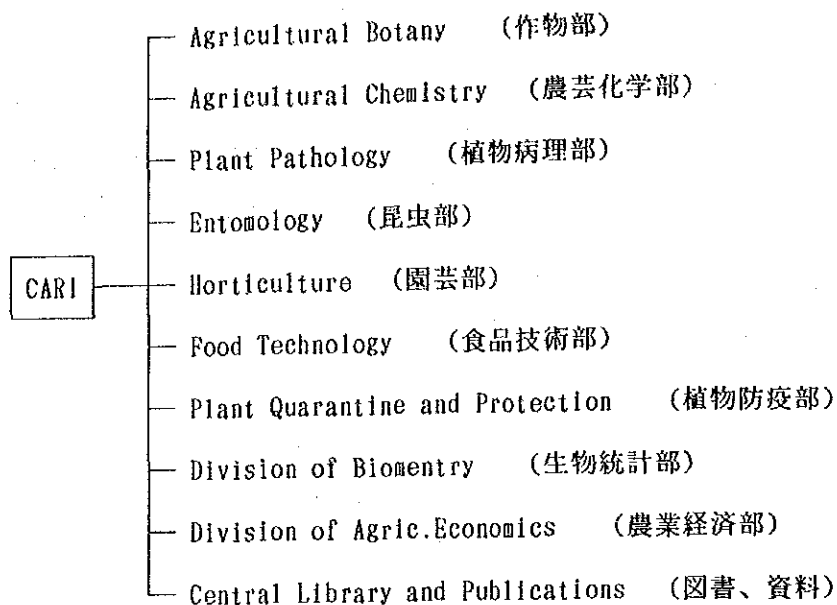 Agricultural Botany (作物部)
Agricultural Chemistry (農芸化学部)
Plant Pathology (植物病理部)
Entomology (昆虫部)
CARI
Horticulture (園芸部)
Food Technology (食品技術部)
Plant Quarantine and Protection (植物防疫部)
Division of Biomentry (生物統計部)
Division of Agric.Economics (農業経済部)
Central Library and Publications (図書、資料)